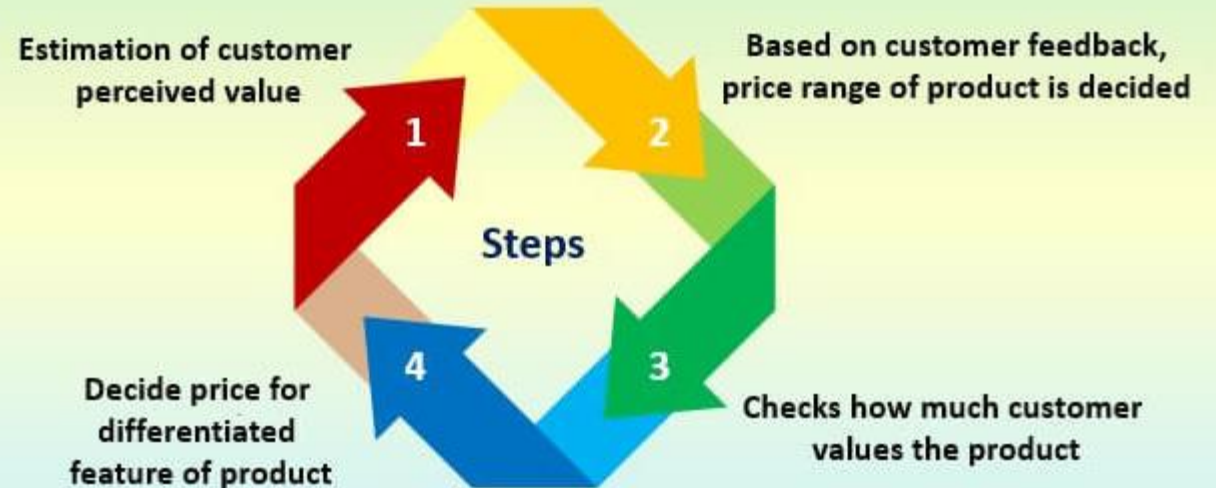 Estimation of customer
perceived value
1
2
Based on customer feedback,
price range of product is decided
Steps
4
3
Decide price for
differentiated
feature of product
Checks how much customer
values the product